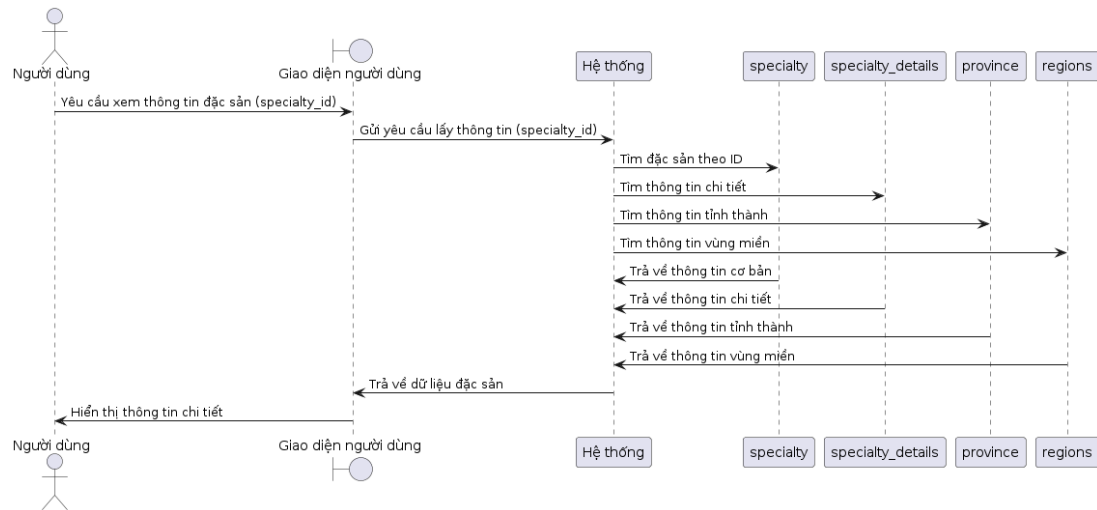 Người dùng
Giao diện người dùng
Hệ thống
specialty
specialty_details
province
regions
Yêu cầu xem thông tin đặc sản (specialty_id)
Gửi yêu cầu lấy thông tin (specialty_id)
Tìm đặc sản theo ID
Tìm thông tin chi tiết
Tìm thông tin tỉnh thành
Tìm thông tin vùng miền
Trả về thông tin cơ bản
Trả về thông tin chi tiết
Trả về thông tin tỉnh thành
Trả về thông tin vùng miền
Trả về dữ liệu đặc sản
Hiển thị thông tin chi tiết
Người dùng
Giao diện người dùng
Hệ thống
specialty
specialty_details
province
regions